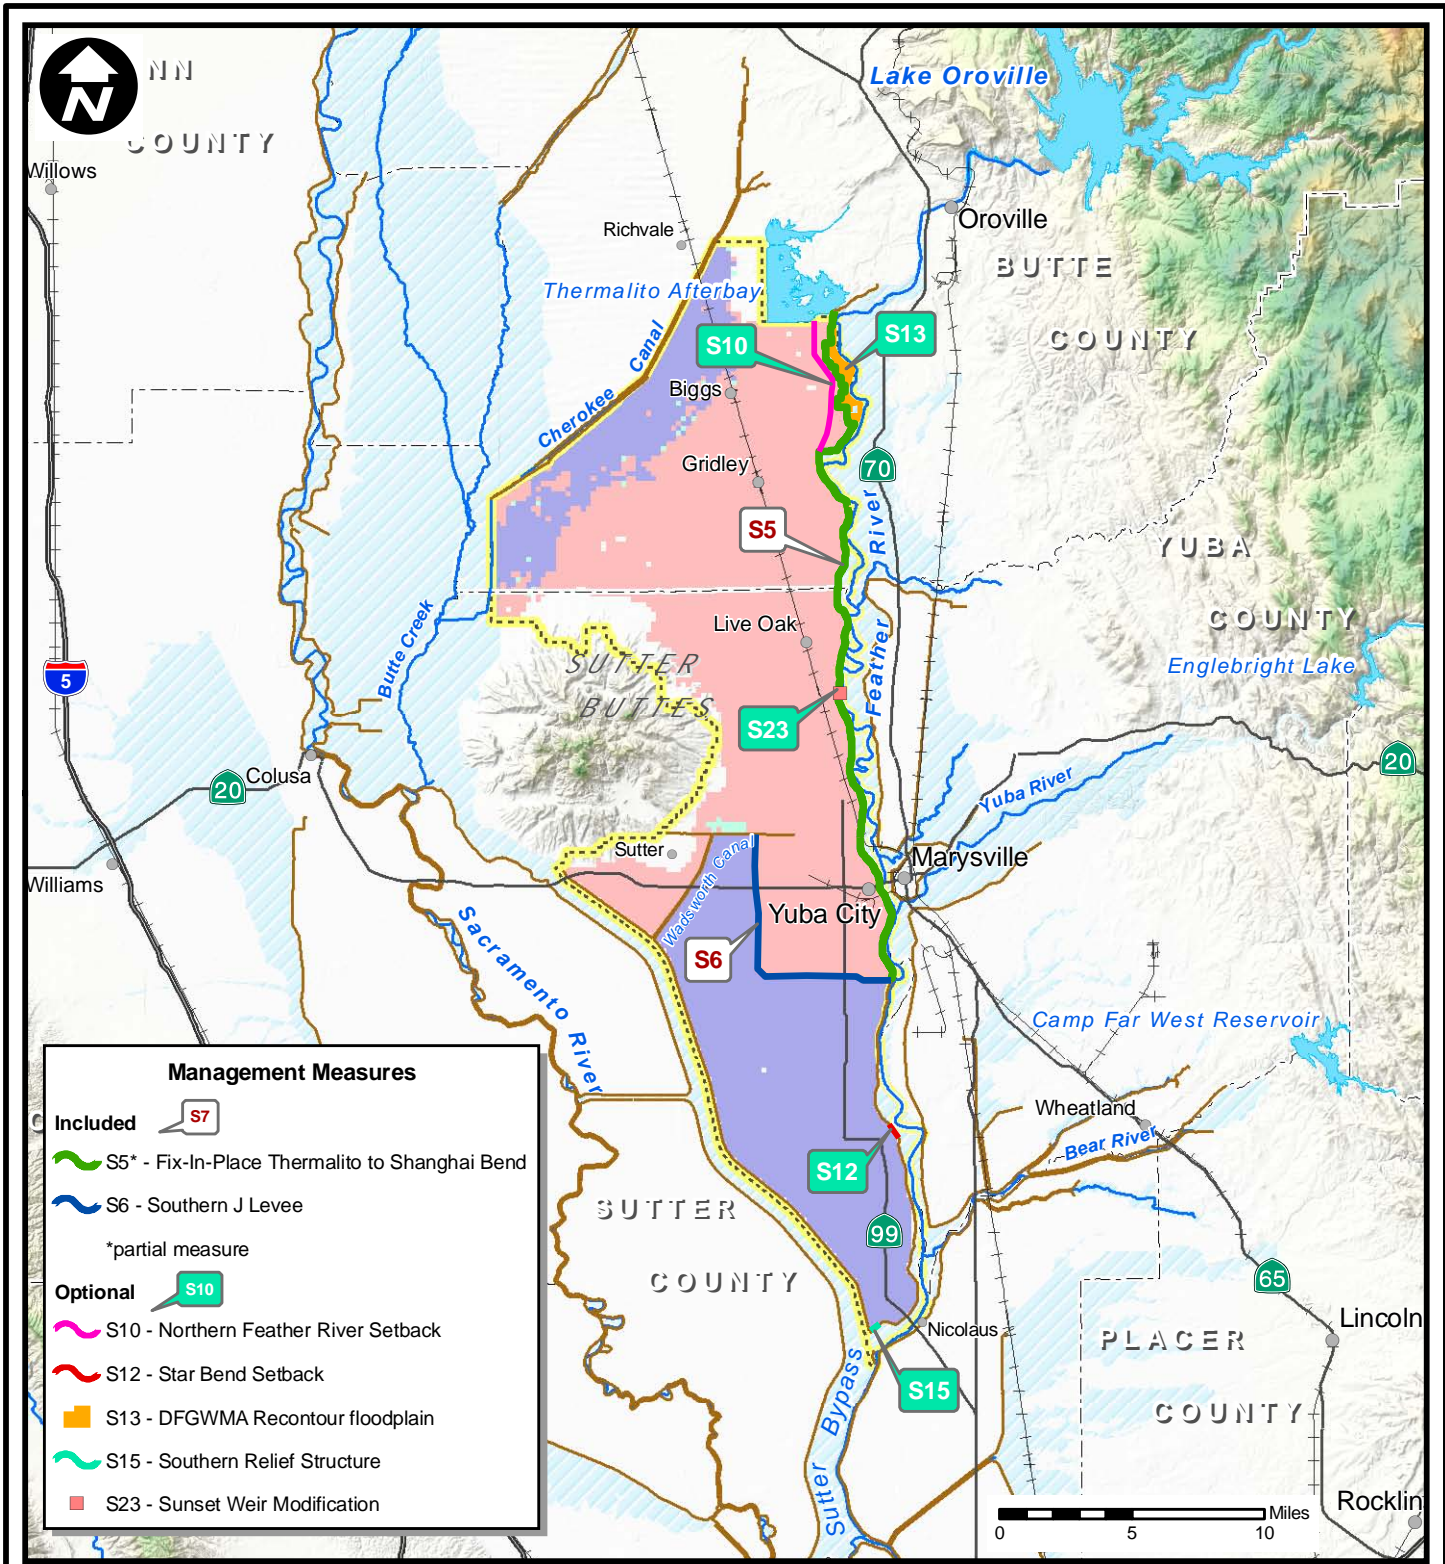 N
NN
COUNTY
Willows
Lake Oroville
Richvale
Oroville
BUTTE
COUNTY
Thermalito Afterbay
S10
S13
Cherokee Canal
Biggs
Gridley
70
S5
Feather River
YUBA
COUNTY
Englebright Lake
Live Oak
Butte Creek
SUTTER
BUTTES
5
S23
20
Colusa
20
Yuba River
Sutter
Wadsworth Canal
Marysville
Williams
Yuba City
Sacramento River
S6
Camp Far West Reservoir
Wheatland
Bear River
S12
SUTTER
COUNTY
99
65
Nicolaus
Lincoln
PLACER
COUNTY
S15
Sutter Bypass
Rocklin
Management Measures
Included S7
S5* - Fix-In-Place Thermalito to Shanghai Bend
S6 - Southern J Levee
*partial measure
Optional S10
S10 - Northern Feather River Setback
S12 - Star Bend Setback
S13 - DFGWMA Recontour floodplain
S15 - Southern Relief Structure
S23 - Sunset Weir Modification
Miles
0 5 10